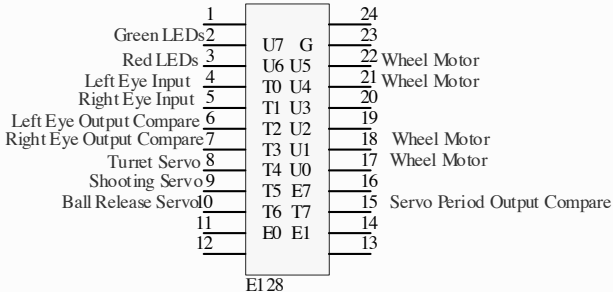 1 24
Green LEDs 2 U7 G 23
Red LEDs 3 U6 U5 22 Wheel Motor
Left Eye Input 4 T0 U4 21 Wheel Motor
Right Eye Input 5 T1 U3 20
Left Eye Output Compare 6 T2 U2 19
Right Eye Output Compare 7 T3 U1 18 Wheel Motor
Turret Servo 8 T4 U0 17 Wheel Motor
Shooting Servo 9 T5 E7 16
Ball Release Servo 10 T6 T7 15 Servo Period Output Compare
11 E0 E1 14
12 13
E128